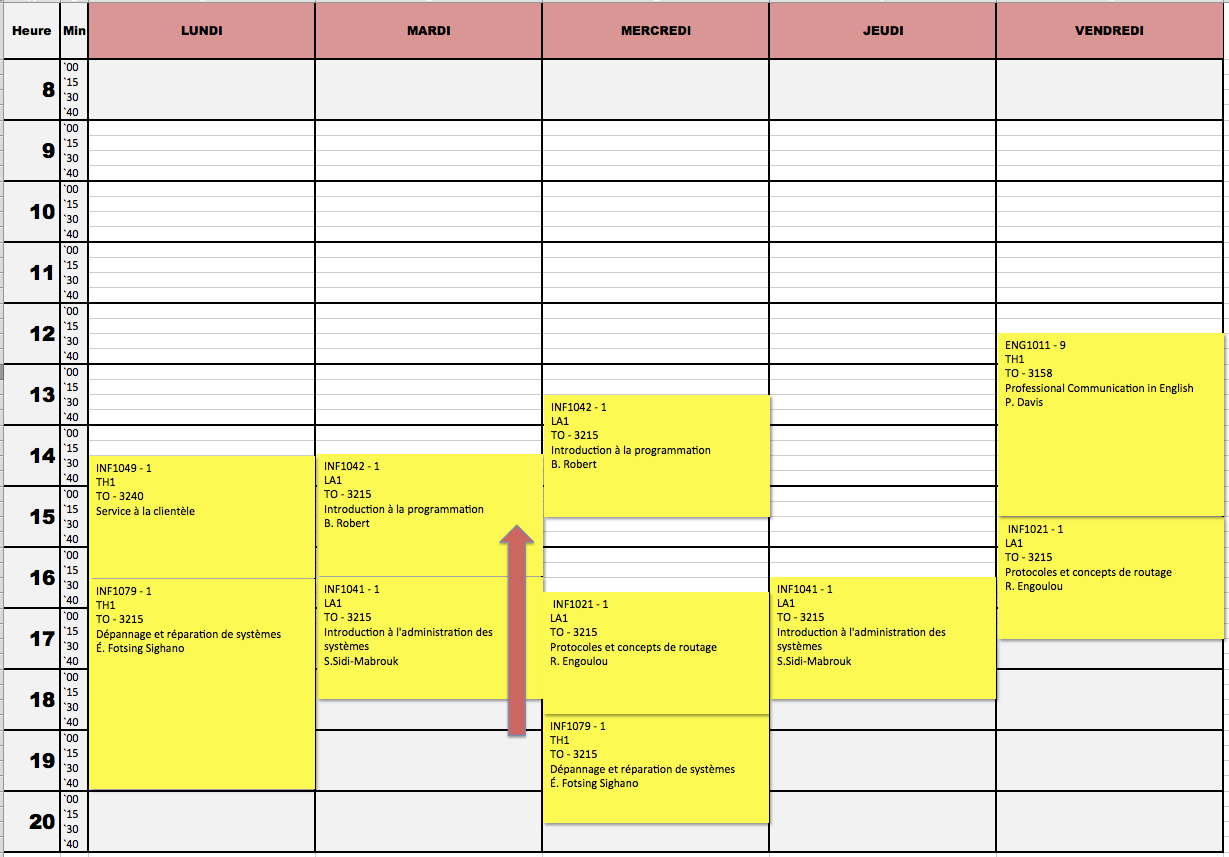 Heure Min LUNDI MARDI MERCREDI JEUDI VENDREDI
8
`00
`15
`30
`40
9
`00
`15
`30
`40
10
`00
`15
`30
`40
11
`00
`15
`30
`40
12
`00
`15
`30
`40
13
`00
`15
`30
`40
14
`00
`15
`30
`40
15
`00
`15
`30
`40
16
`00
`15
`30
`40
17
`00
`15
`30
`40
18
`00
`15
`30
`40
19
`00
`15
`30
`40
20
`00
`15
`30
`40
INF1049 - 1
TH1
TO - 3240
Service à la clientèle
INF1079 - 1
TH1
TO - 3215
Dépannage et réparation de systèmes
É. Fotsing Sighano
INF1042 - 1
LA1
TO - 3215
Introduction à la programmation
B. Robert
INF1041 - 1
LA1
TO - 3215
Introduction à l'administration des
systèmes
S.Sidi-Mabrouk
INF1042 - 1
LA1
TO - 3215
Introduction à la programmation
B. Robert
INF1021 - 1
LA1
TO - 3215
Protocoles et concepts de routage
R. Engoulou
INF1079 - 1
TH1
TO - 3215
Dépannage et réparation de systèmes
É. Fotsing Sighano
INF1041 - 1
LA1
TO - 3215
Introduction à l'administration des
systèmes
S.Sidi-Mabrouk
ENG1011 - 9
TH1
TO - 3158
Professional Communication in English
P. Davis
INF1021 - 1
LA1
TO - 3215
Protocoles et concepts de routage
R. Engoulou